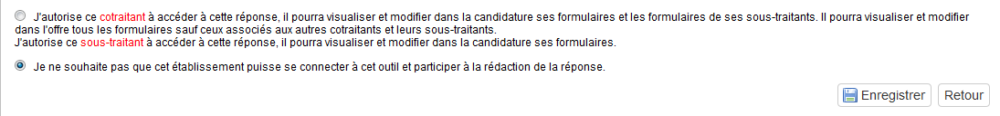 J'autorise ce cotraitant à accéder à cette réponse, il pourra visualiser et modifier dans la candidature ses formulaires et les formulaires de ses sous-traitants. Il pourra visualiser et modifier
dans l'offre tous les formulaires sauf ceux associés aux autres cotraitants et leurs sous-traitants.
J'autorise ce sous-traitant à accéder à cette réponse, il pourra visualiser et modifier dans la candidature ses formulaires.
Je ne souhaite pas que cet établissement puisse se connecter à cet outil et participer à la rédaction de la réponse.
Enregistrer Retour